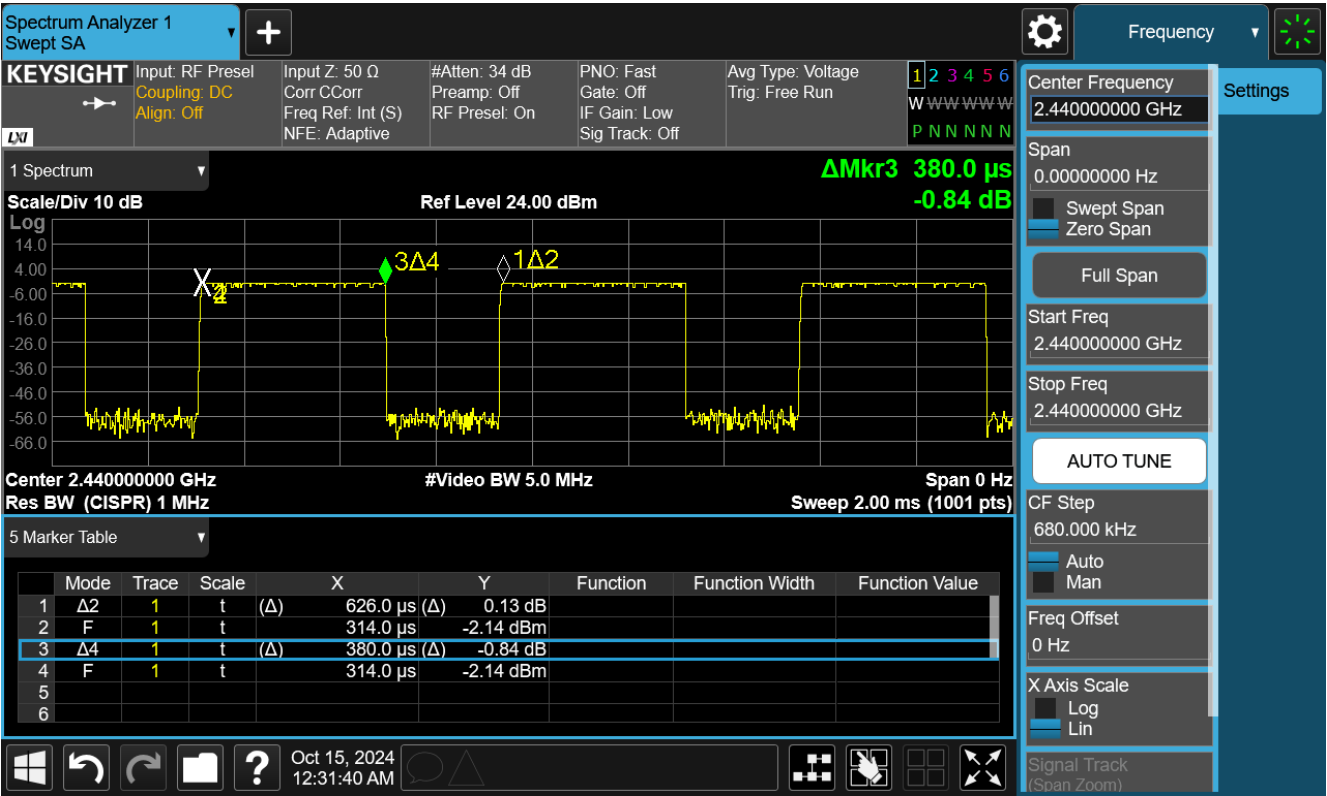 Spectrum Analyzer 1
Swept SA
Frequency
KEYSIGHT
LXI
Input: RF Presel
Coupling: DC
Align: Off
Input Z: 50 Ω
Corr CCorr
Freq Ref: Int (S)
NFE: Adaptive
#Atten: 34 dB
Preamp: Off
RF Presel: On
PNO: Fast
Gate: Off
IF Gain: Low
Sig Track: Off
Avg Type: Voltage
Trig: Free Run
1 2 3 4 5 6
W W W W W W
P N N N N N
1 Spectrum
ΔMkr3 380.0 µs
-0.84 dB
Scale/Div 10 dB
Ref Level 24.00 dBm
Log
14.0
4.00
-6.00
-16.0
-26.0
-36.0
-46.0
-56.0
-66.0
3Δ4
1Δ2
Center 2.440000000 GHz
#Video BW 5.0 MHz
Span 0 Hz
Res BW (CISPR) 1 MHz
Sweep 2.00 ms (1001 pts)
5 Marker Table
Mode Trace Scale X Y Function Function Width Function Value
1 Δ2 1 t (Δ) 626.0 µs (Δ) 0.13 dB
2 F 1 t 314.0 µs -2.14 dBm
3 Δ4 1 t (Δ) 380.0 µs (Δ) -0.84 dB
4 F 1 t 314.0 µs -2.14 dBm
5
6
?
Oct 15, 2024
12:31:40 AM
Center Frequency
2.440000000 GHz
Settings
Span
0.00000000 Hz
Swept Span
Zero Span
Full Span
Start Freq
2.440000000 GHz
Stop Freq
2.440000000 GHz
AUTO TUNE
CF Step
680.000 kHz
Auto
Man
Freq Offset
0 Hz
X Axis Scale
Log
Lin
Signal Track
(Span Zoom)